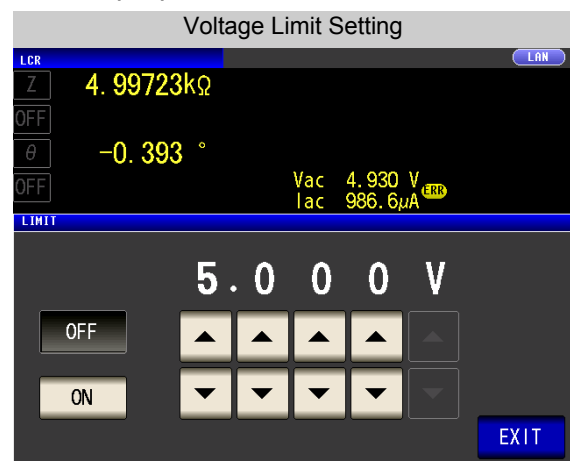 Voltage Limit Setting
LCR LAN
Z 4.99723kΩ
OFF
θ -0.393 °
OFF Vac 4.930 V ERR
Iac 986.6μA
LIMIT
5.000 V
OFF
ON
EXIT